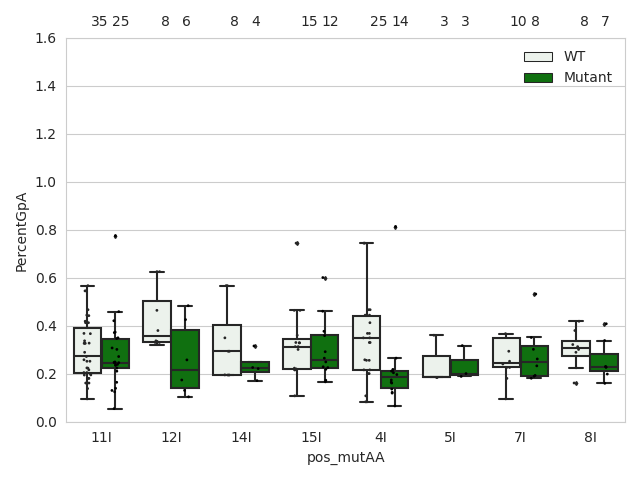 35 25 8 6 8 4 15 12 25 14 3 3 10 8 8 7
1.6
WT
Mutant
1.4
1.2
1.0
0.8
0.6
0.4
0.2
0.0
PercentGpA
11I 12I 14I 15I 4I 5I 7I 8I
pos_mutAA